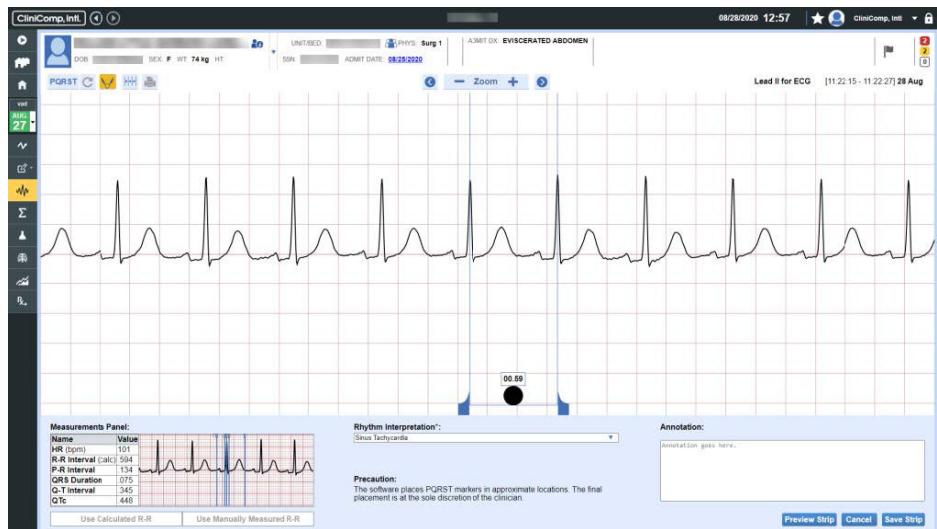 CliniComp, Intl. 08/28/2020 12:57 CliniComp, Intl
UNIT/BED: PHYS: Surg 1 ADMIT DX: EVISCERATED ABDOMEN
DOB: SEX: F WT 74 kg HT SSN: ADMIT DATE: 08/25/2020
2
2
0
PQRST Zoom Lead II for ECG [11:22:15 - 11:22:27] 28 Aug
vad
AUG
27
00.59
Measurements Panel: Rhythm Interpretation*: Annotation:
Name Value Sinus Tachycardia Annotation goes here.
HR (bpm) 101
R-R Interval (calc) 594
P-R Interval 134
QRS Duration 075
Q-T Interval 345
QTc 448
Precaution:
The software places PQRST markers in approximate locations. The final
placement is at the sole discretion of the clinician.
Use Calculated R-R Use Manually Measured R-R Preview Strip Cancel Save Strip